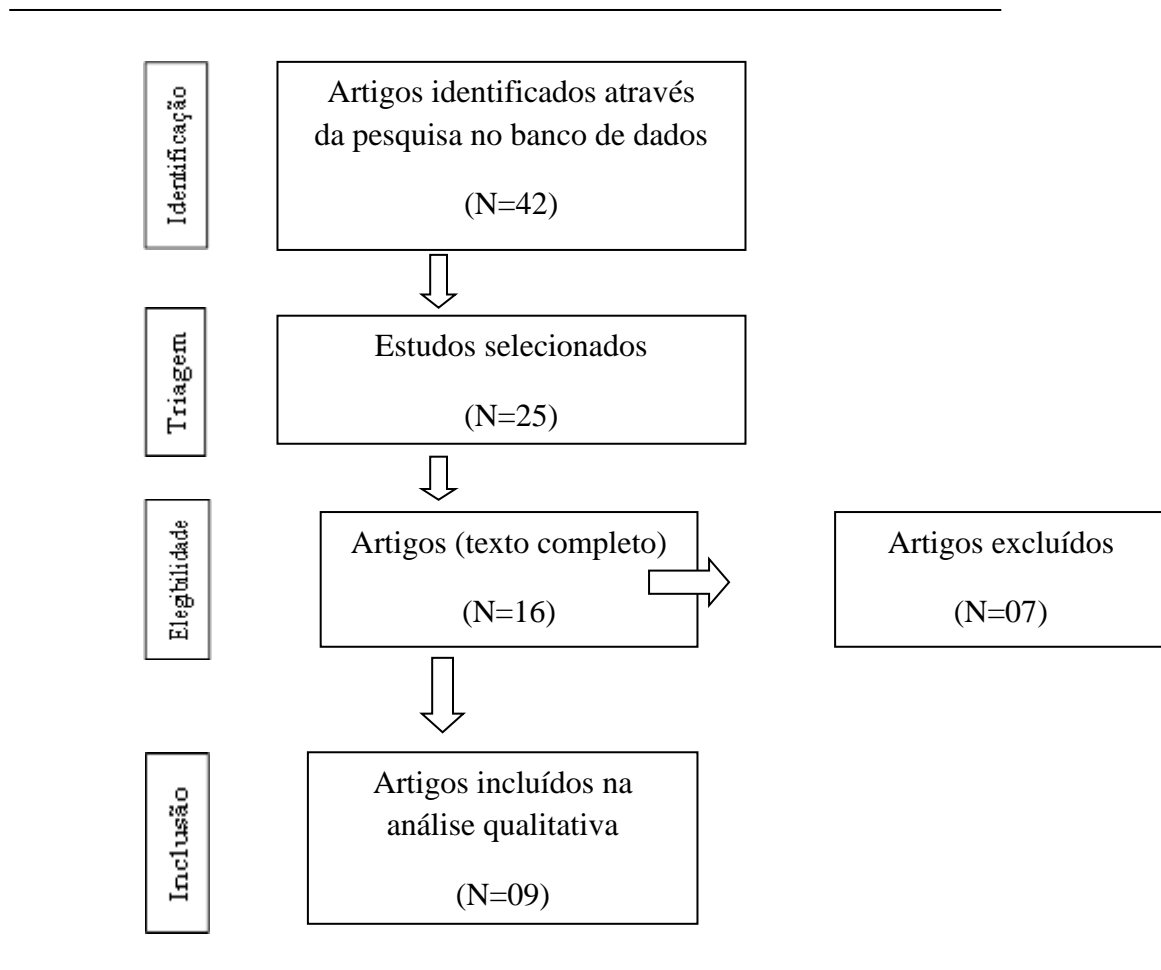 Identificação
Artigos identificados através
da pesquisa no banco de dados
(N=42)
Triagem
Estudos selecionados
(N=25)
Elegibilidade
Artigos (texto completo)
(N=16)
Artigos excluídos
(N=07)
Inclusão
Artigos incluídos na
análise qualitativa
(N=09)